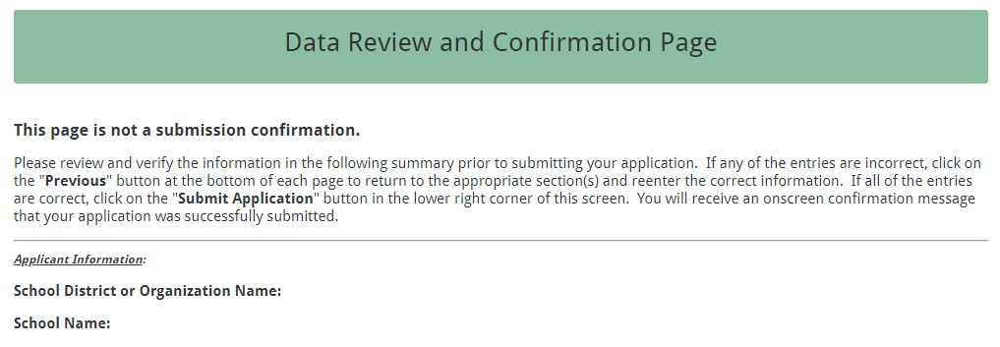 Data Review and Confirmation Page
This page is not a submission confirmation.
Please review and verify the information in the following summary prior to submitting your application.  If any of the entries are incorrect, click on
the "Previous" button at the bottom of each page to return to the appropriate section(s) and reenter the correct information.  If all of the entries
are correct, click on the "Submit Application" button in the lower right corner of this screen.  You will receive an onscreen confirmation message
that your application was successfully submitted.
Applicant Information:
School District or Organization Name:
School Name: